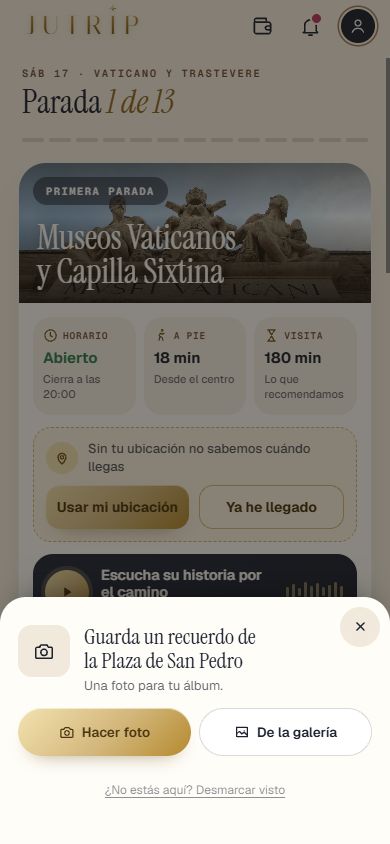 JUTRIP
SÁB 17 · VATICANO Y TRASTEVERE
Parada 1 de 13
PRIMERA PARADA
Museos Vaticanos
y Capilla Sixtina
HORARIO
Abierto
Cierra a las
20:00
A PIE
18 min
Desde el centro
VISITA
180 min
Lo que
recomendamos
Sin tu ubicación no sabemos cuándo
llegas
Usar mi ubicación
Ya he llegado
Escucha su historia por
el camino
Guarda un recuerdo de
la Plaza de San Pedro
Una foto para tu álbum.
Hacer foto
De la galería
¿No estás aquí? Desmarcar visto